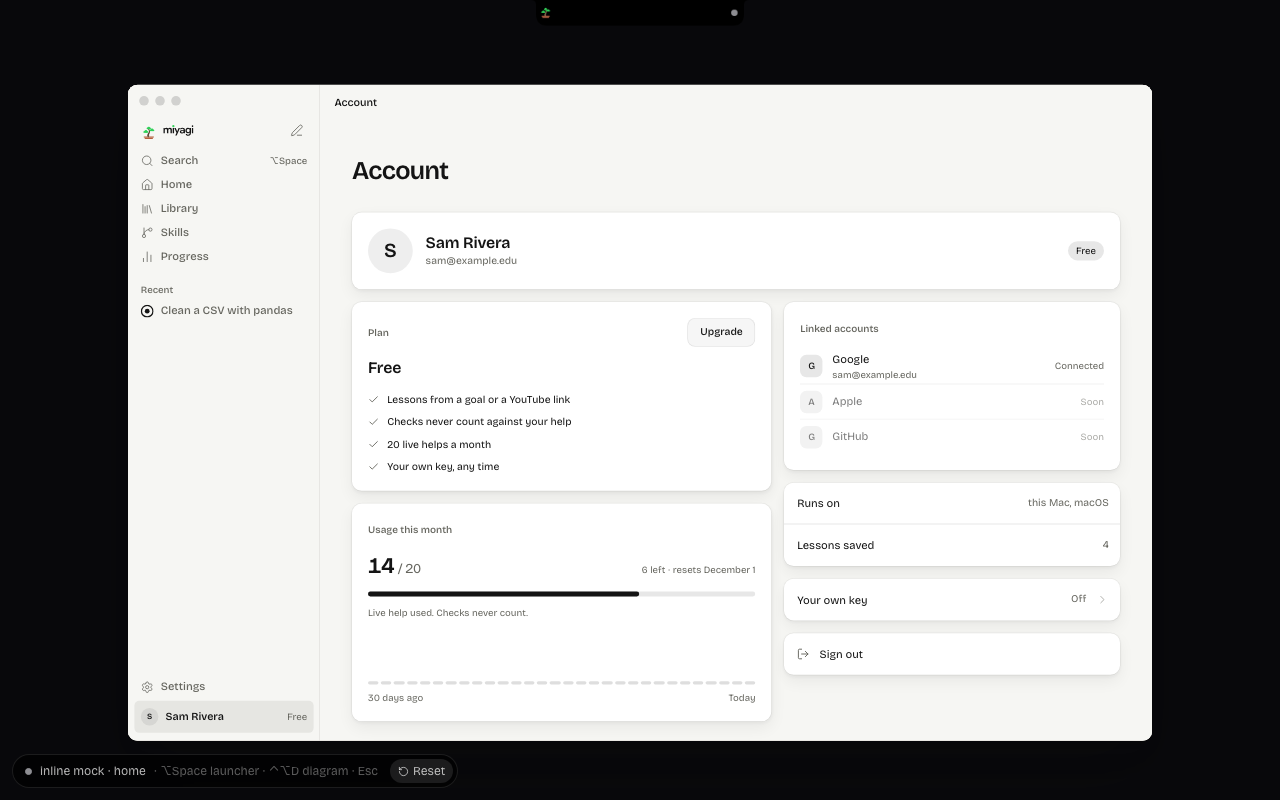 Account
miyagi
Search ⌥Space
Home
Library
Skills
Progress
Recent
Clean a CSV with pandas
Settings
S Sam Rivera Free
Account
S
Sam Rivera
sam@example.edu
Free
Plan
Upgrade
Free
Lessons from a goal or a YouTube link
Checks never count against your help
20 live helps a month
Your own key, any time
Usage this month
14 / 20
6 left · resets December 1
Live help used. Checks never count.
30 days ago Today
Linked accounts
G Google
sam@example.edu
Connected
A Apple Soon
G GitHub Soon
Runs on this Mac, macOS
Lessons saved 4
Your own key Off
Sign out
inline mock · home · ⌥Space launcher · ^⌥D diagram · Esc Reset